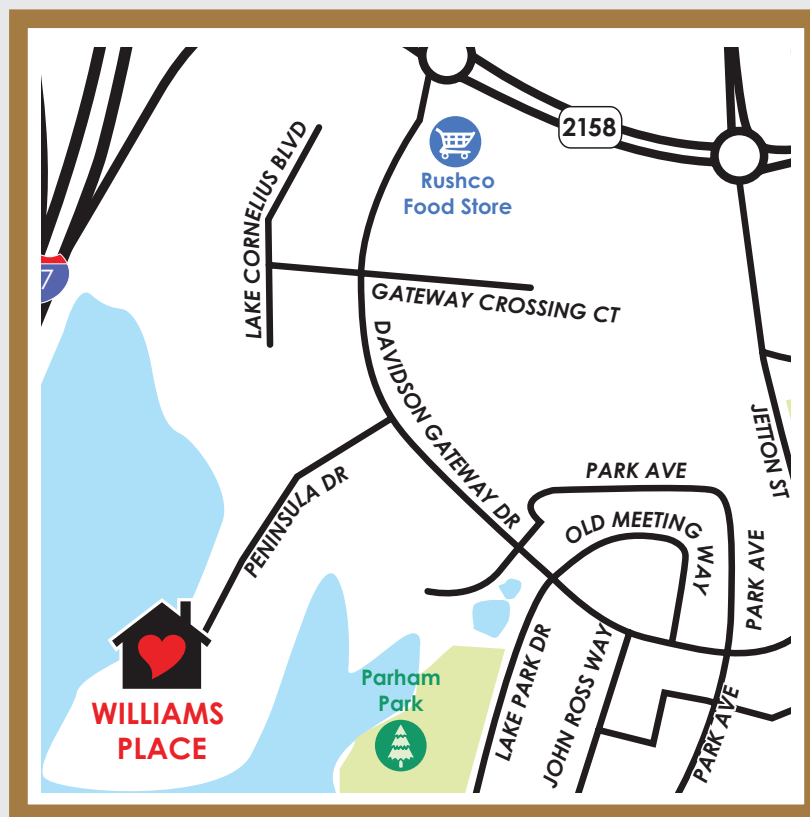 2158
Rushco
Food Store
LAKE CORNELIUS BLVD
7
GATEWAY CROSSING CT
DAVIDSON GATEWAY DR
JETTON ST
PENINSULA DR
PARK AVE
OLD MEETING WAY
PARK AVE
LAKE PARK DR
JOHN ROSS WAY
Parham
Park
PARK AVE
WILLIAMS
PLACE